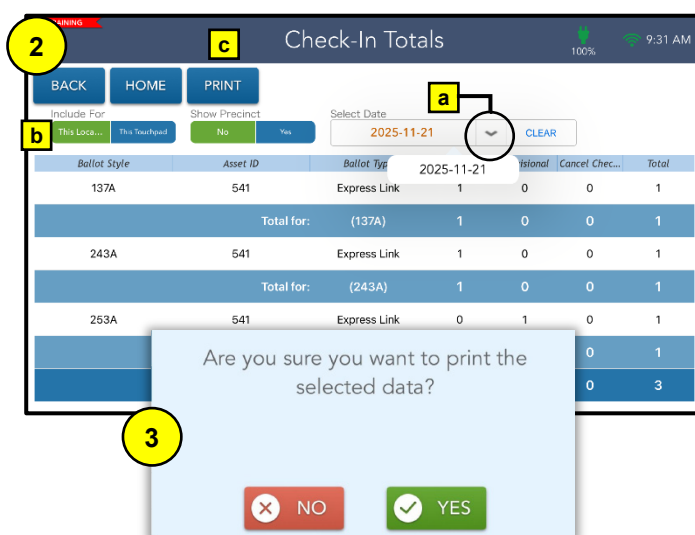 2
AINING
c
Check-In Totals
100%
9:31 AM
BACK HOME PRINT
a
Include For Show Precinct Select Date
b This Loca... This Touchpad No Yes 2025-11-21 CLEAR
Ballot Style Asset ID Ballot Typ isional Cancel Chec... Total
2025-11-21
137A 541 Express Link 1 0 0 1
Total for: (137A) 1 0 0 1
243A 541 Express Link 1 0 0 1
Total for: (243A) 1 0 0 1
253A 541 Express Link 0 1 0 1
0 1
0 3
Are you sure you want to print the
selected data?
3
NO YES